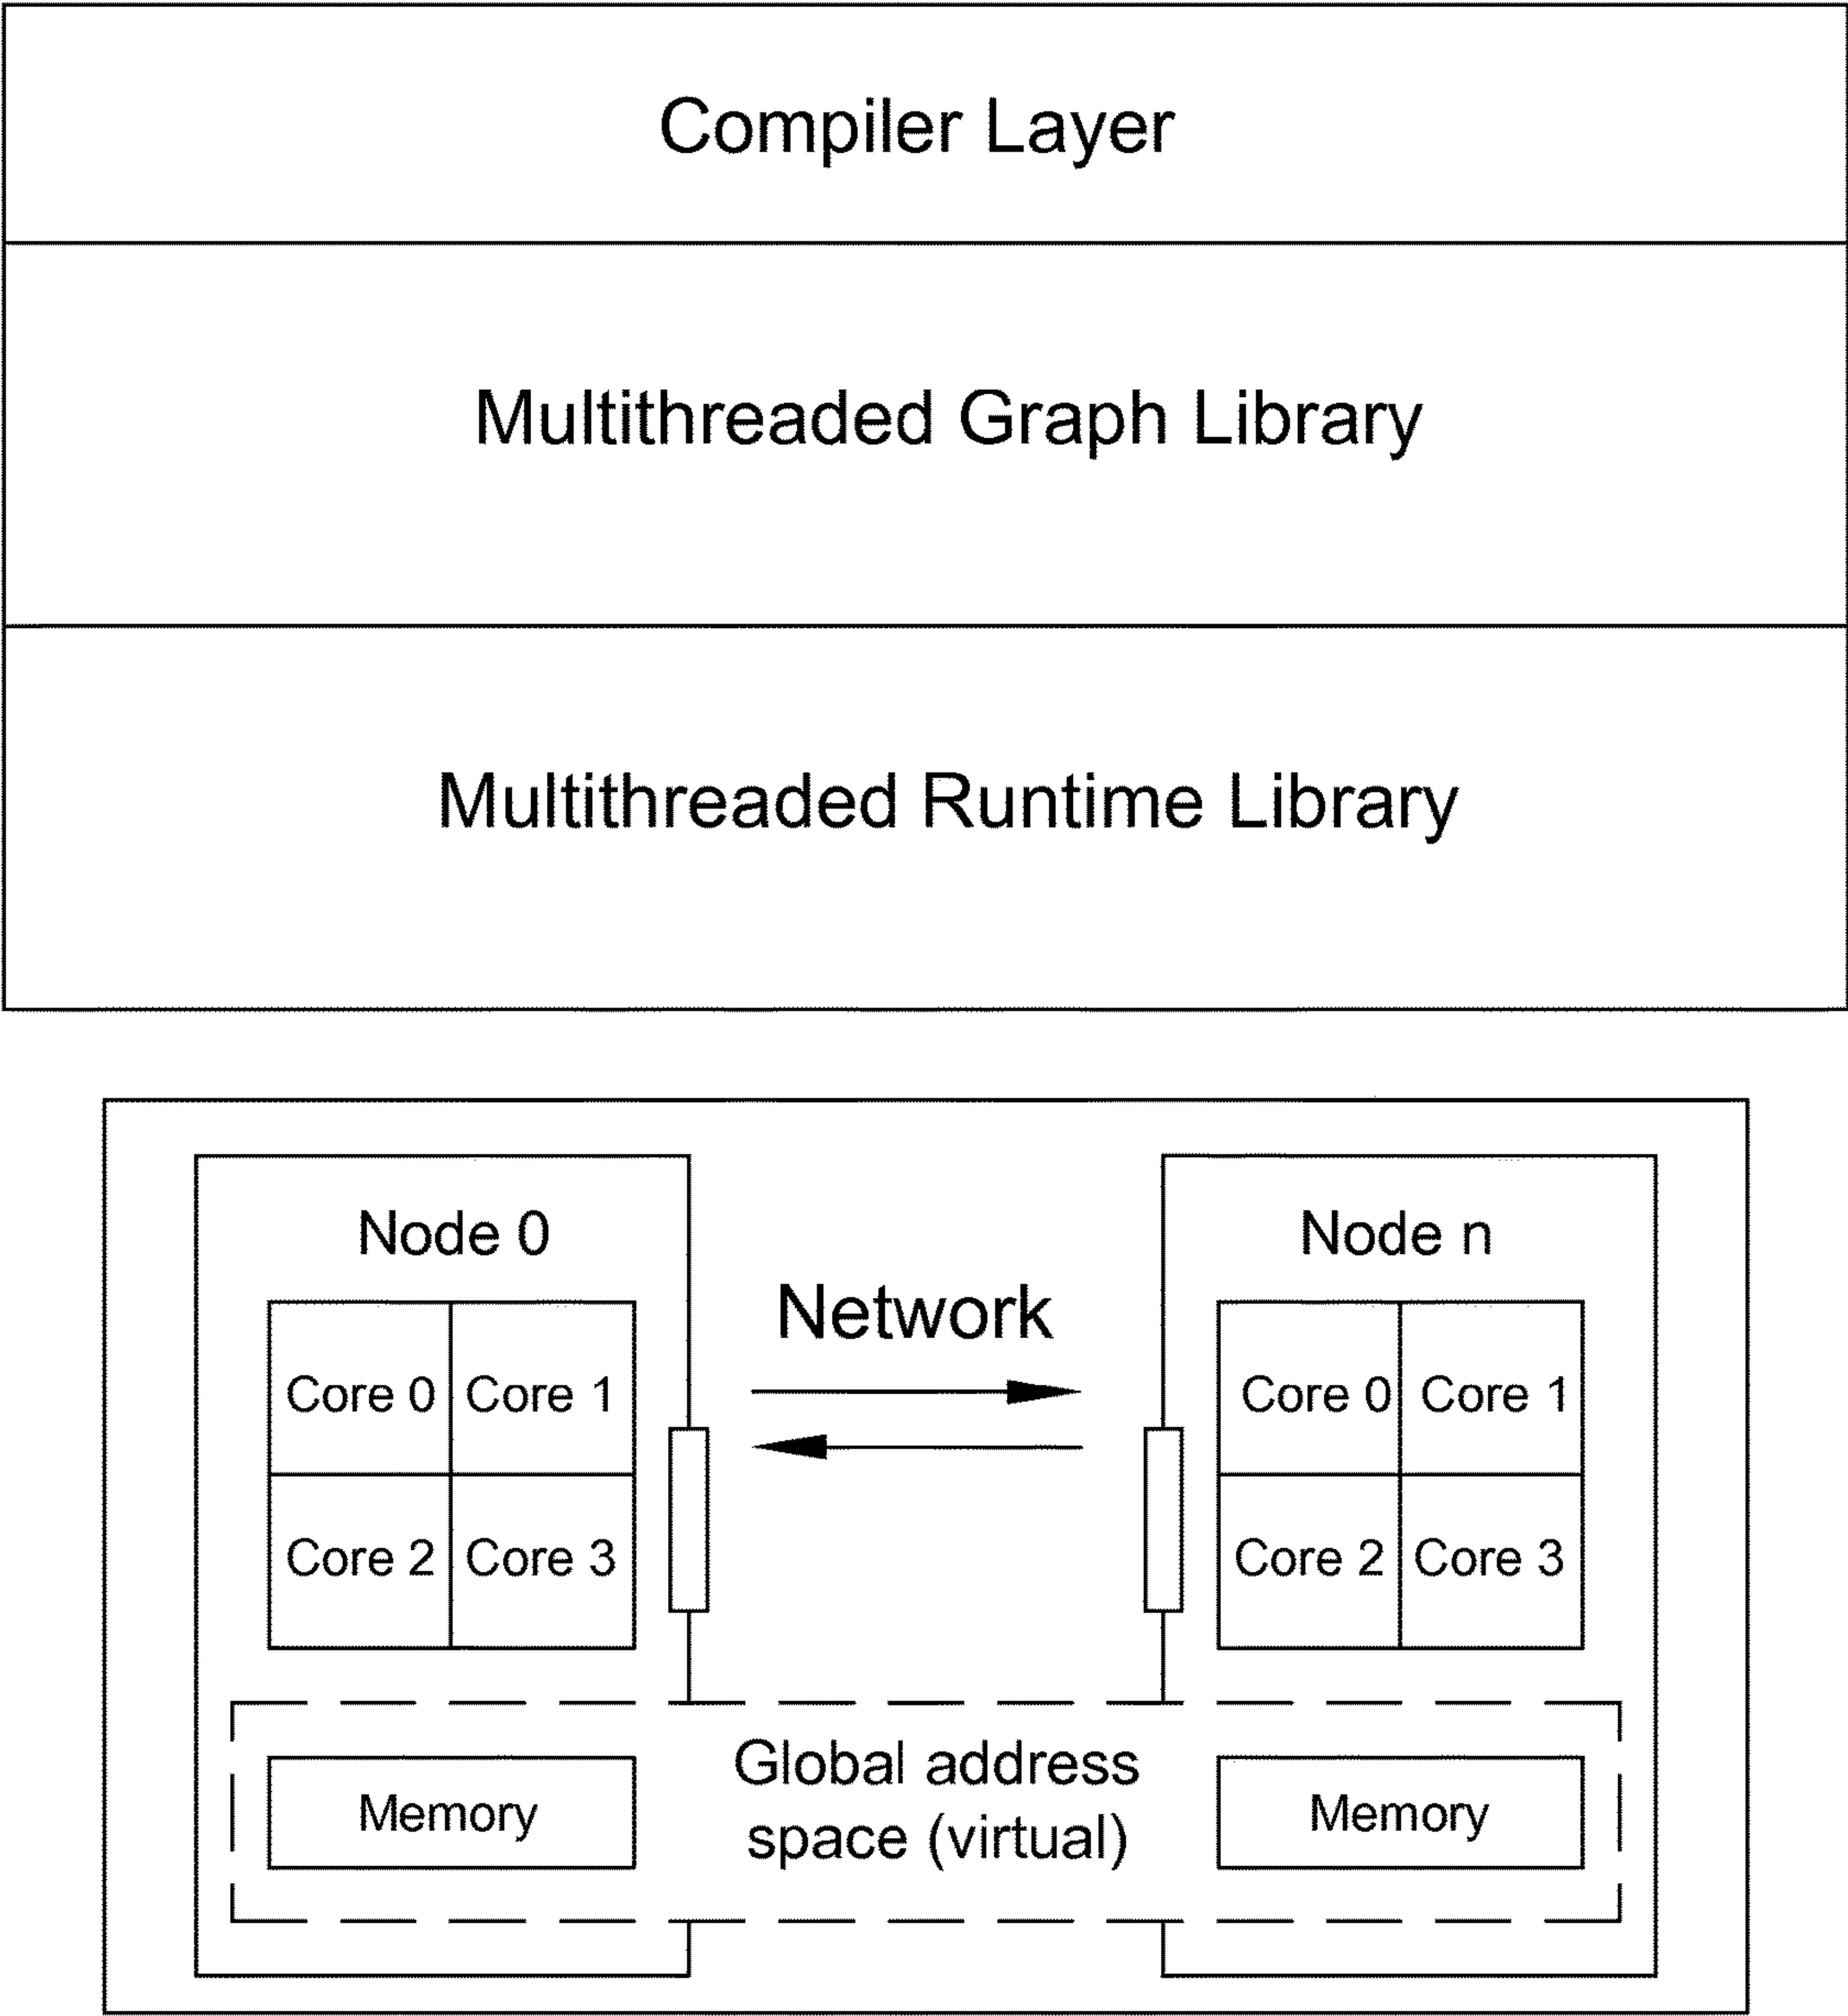 Compiler Layer
Multithreaded Graph Library
Multithreaded Runtime Library
Node 0
Core 0
Core 1
Core 2
Core 3
Network
Node n
Core 0
Core 1
Core 2
Core 3
Memory
Global address
space (virtual)
Memory